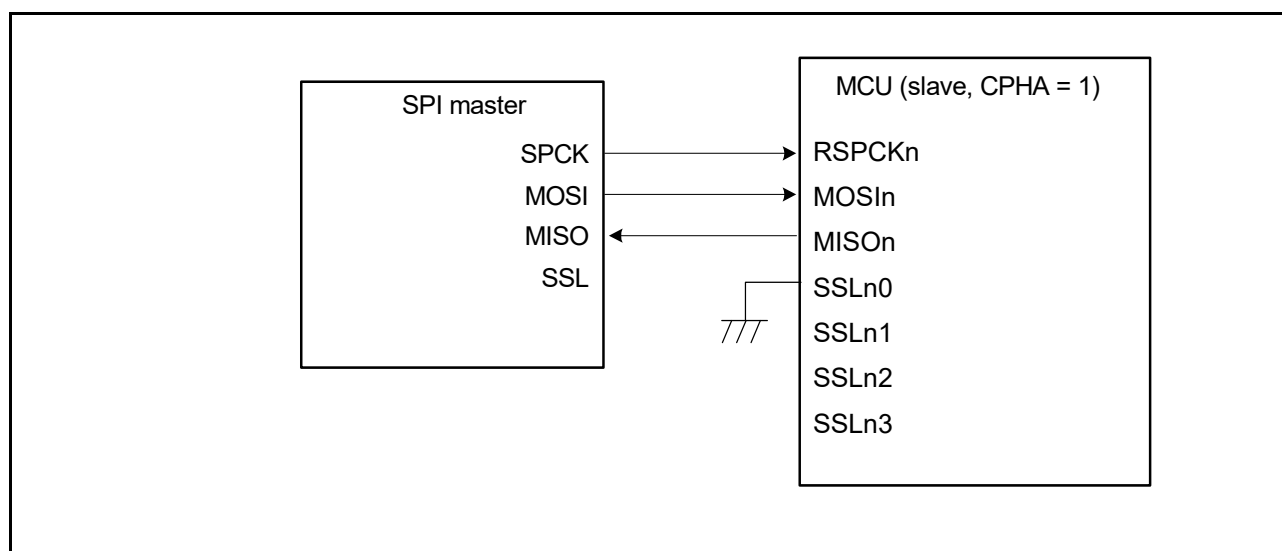 SPI master
SPCK
MOSI
MISO
SSL
MCU (slave, CPHA = 1)
RSPCKn
MOSIn
MISOn
SSLn0
SSLn1
SSLn2
SSLn3